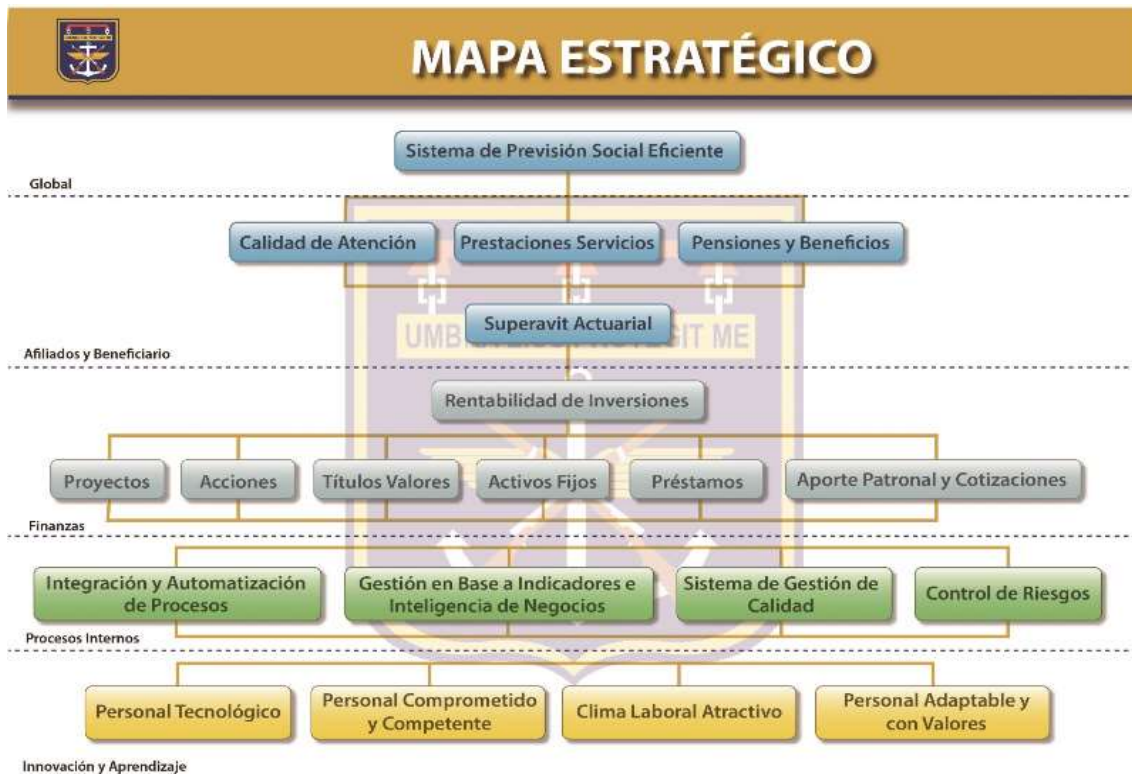 MAPA ESTRATÉGICO
Sistema de Previsión Social Eficiente
Global
Calidad de Atención
Prestaciones Servicios
Pensiones y Beneficios
Superavit Actuarial
Afiliados y Beneficiario
Rentabilidad de Inversiones
Proyectos
Acciones
Títulos Valores
Activos Fijos
Préstamos
Aporte Patronal y Cotizaciones
Finanzas
Integración y Automatización
de Procesos
Gestión en Base a Indicadores e
Inteligencia de Negocios
Sistema de Gestión de
Calidad
Control de Riesgos
Procesos Internos
Personal Tecnológico
Personal Comprometido
y Competente
Clima Laboral Atractivo
Personal Adaptable y
con Valores
Innovación y Aprendizaje